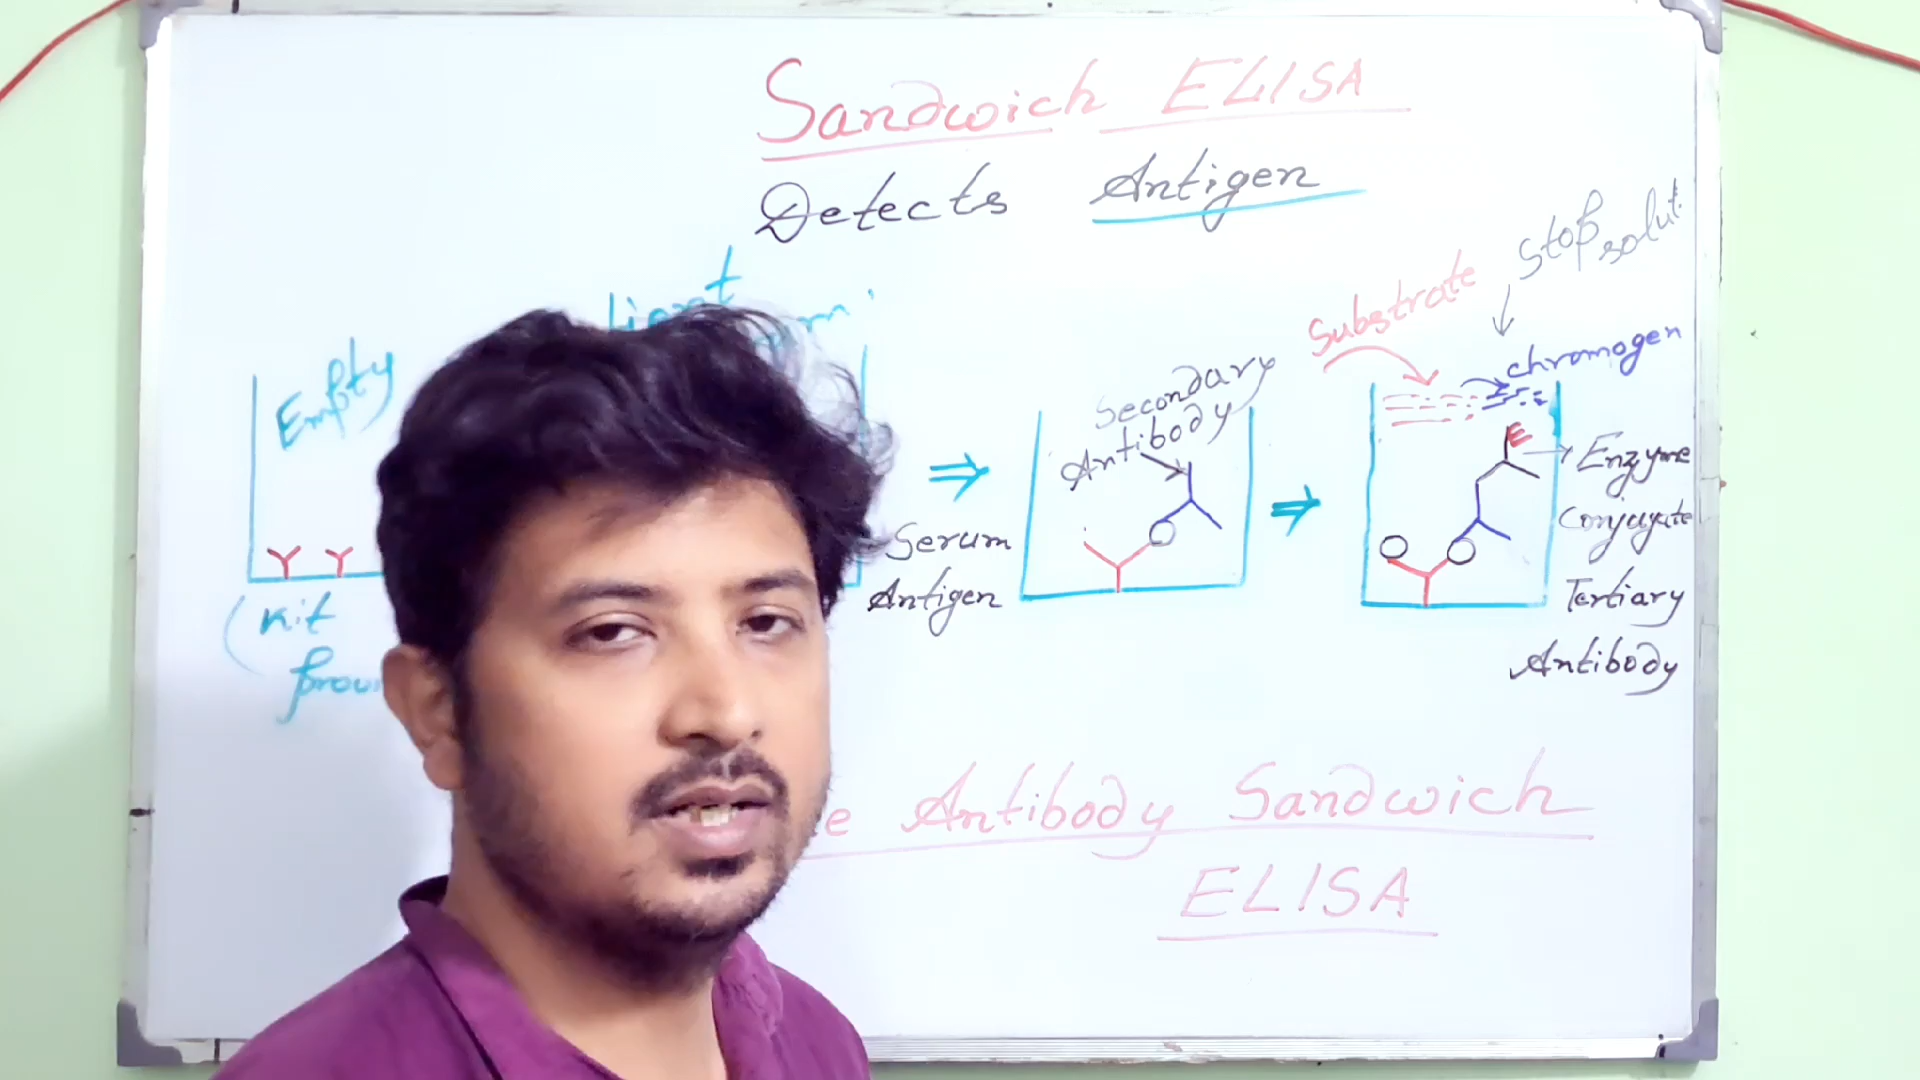 Sandwich ELISA
Detects Antigen
Empty
(Kit
Serum
Antigen
Secondary
Antibody
Substrate
Stop solut.
chromogen
E
Enzyme
Conjugate
Tertiary
Antibody
Antibody Sandwich
ELISA